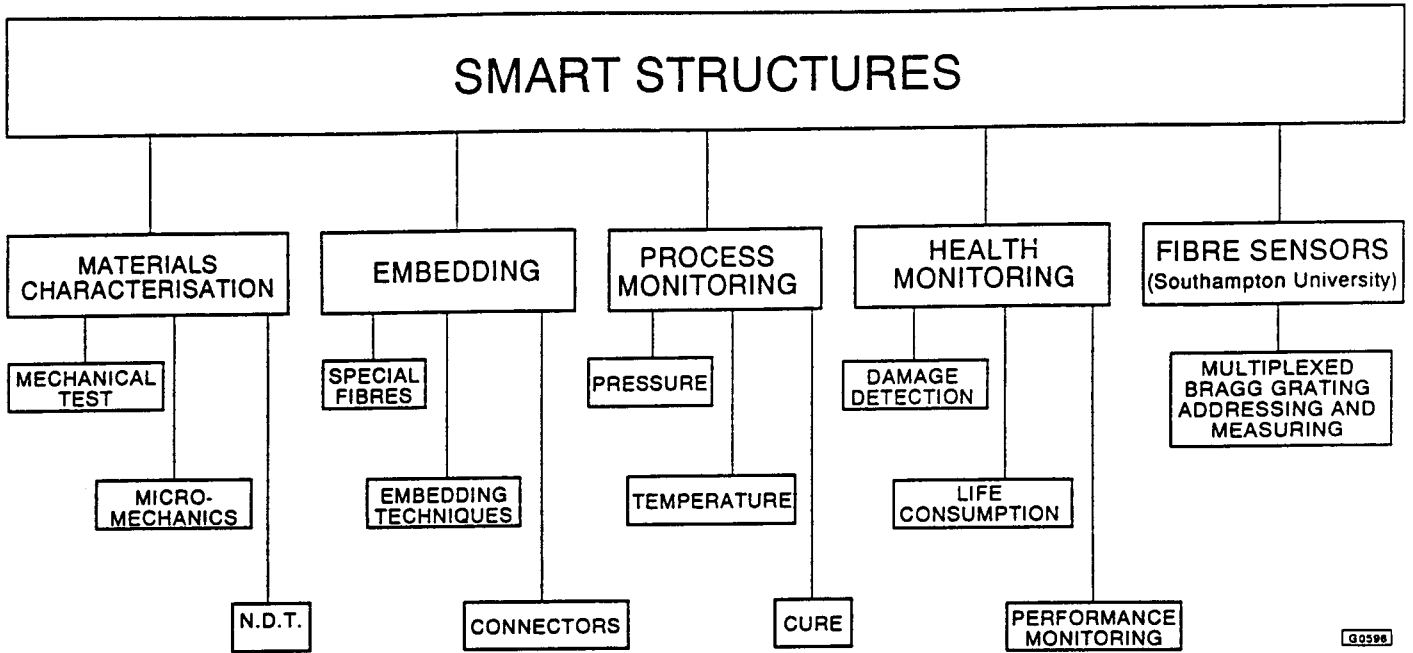 SMART STRUCTURES
MATERIALS
CHARACTERISATION
EMBEDDING
PROCESS
MONITORING
HEALTH
MONITORING
FIBRE SENSORS
(Southampton University)
MECHANICAL
TEST
SPECIAL
FIBRES
PRESSURE
DAMAGE
DETECTION
MULTIPLEXED
BRAGG GRATING
ADDRESSING AND
MEASURING
MICRO-
MECHANICS
EMBEDDING
TECHNIQUES
TEMPERATURE
LIFE
CONSUMPTION
N.D.T.
CONNECTORS
CURE
PERFORMANCE
MONITORING
G0596